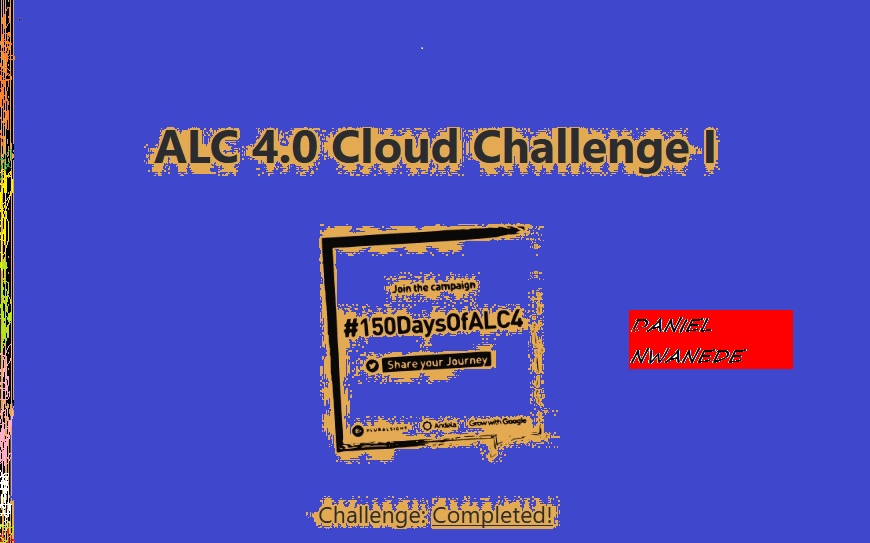 ALC 4.0 Cloud Challenge I
Join the campaign
#150DaysOfALC4
Share your Journey
DANIEL
NWANEDE
PLURALSIGHT
Andela
Grow with Google
Challenge: Completed!